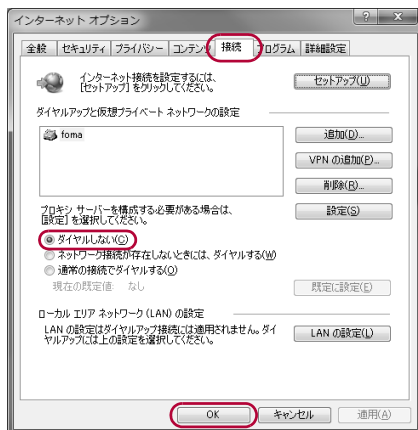 インターネット オプション
全般 セキュリティ プライバシー コンテンツ 接続 プログラム 詳細設定
インターネット接続を設定するには、
[セットアップ] をクリックしてください。
セットアップ(U)
ダイヤルアップと仮想プライベート ネットワークの設定
foma
追加(D)...
VPN の追加(P)...
削除(R)...
プロキシ サーバーを構成する必要がある場合は、
[設定] を選択してください。
設定(S)
ダイヤルしない(C)
ネットワーク接続が存在しないときには、ダイヤルする(W)
通常の接続でダイヤルする(O)
現在の既定値: なし
既定に設定(E)
ローカル エリア ネットワーク (LAN) の設定
LAN の設定はダイヤルアップ接続には適用されません。ダイ
ヤルアップには上の設定を選択してください。
LAN の設定(L)
OK キャンセル 適用(A)